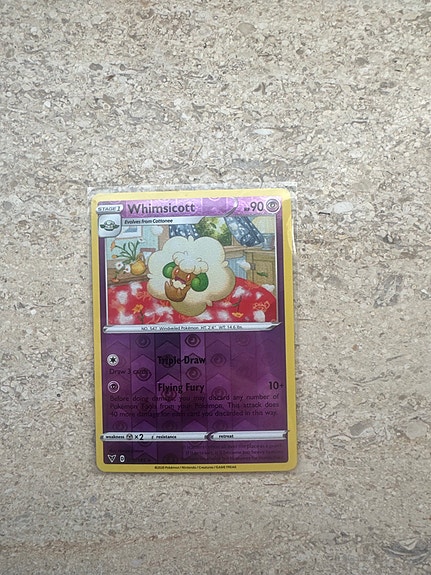 STAGE 1 Whimsicott HP 90
Evolves from Cottonee
NO. 547 Windveiled Pokémon HT: 2'4" WT: 14.6 lbs.
Triple Draw
Draw 3 cards.
Flying Fury 10+
Before doing damage, you may discard any number of
Pokémon Tools from your Pokémon. This attack does
40 more damage for each card you discarded in this way.
weakness ×2 resistance retreat
©2020 Pokémon / Nintendo / Creatures / GAME FREAK